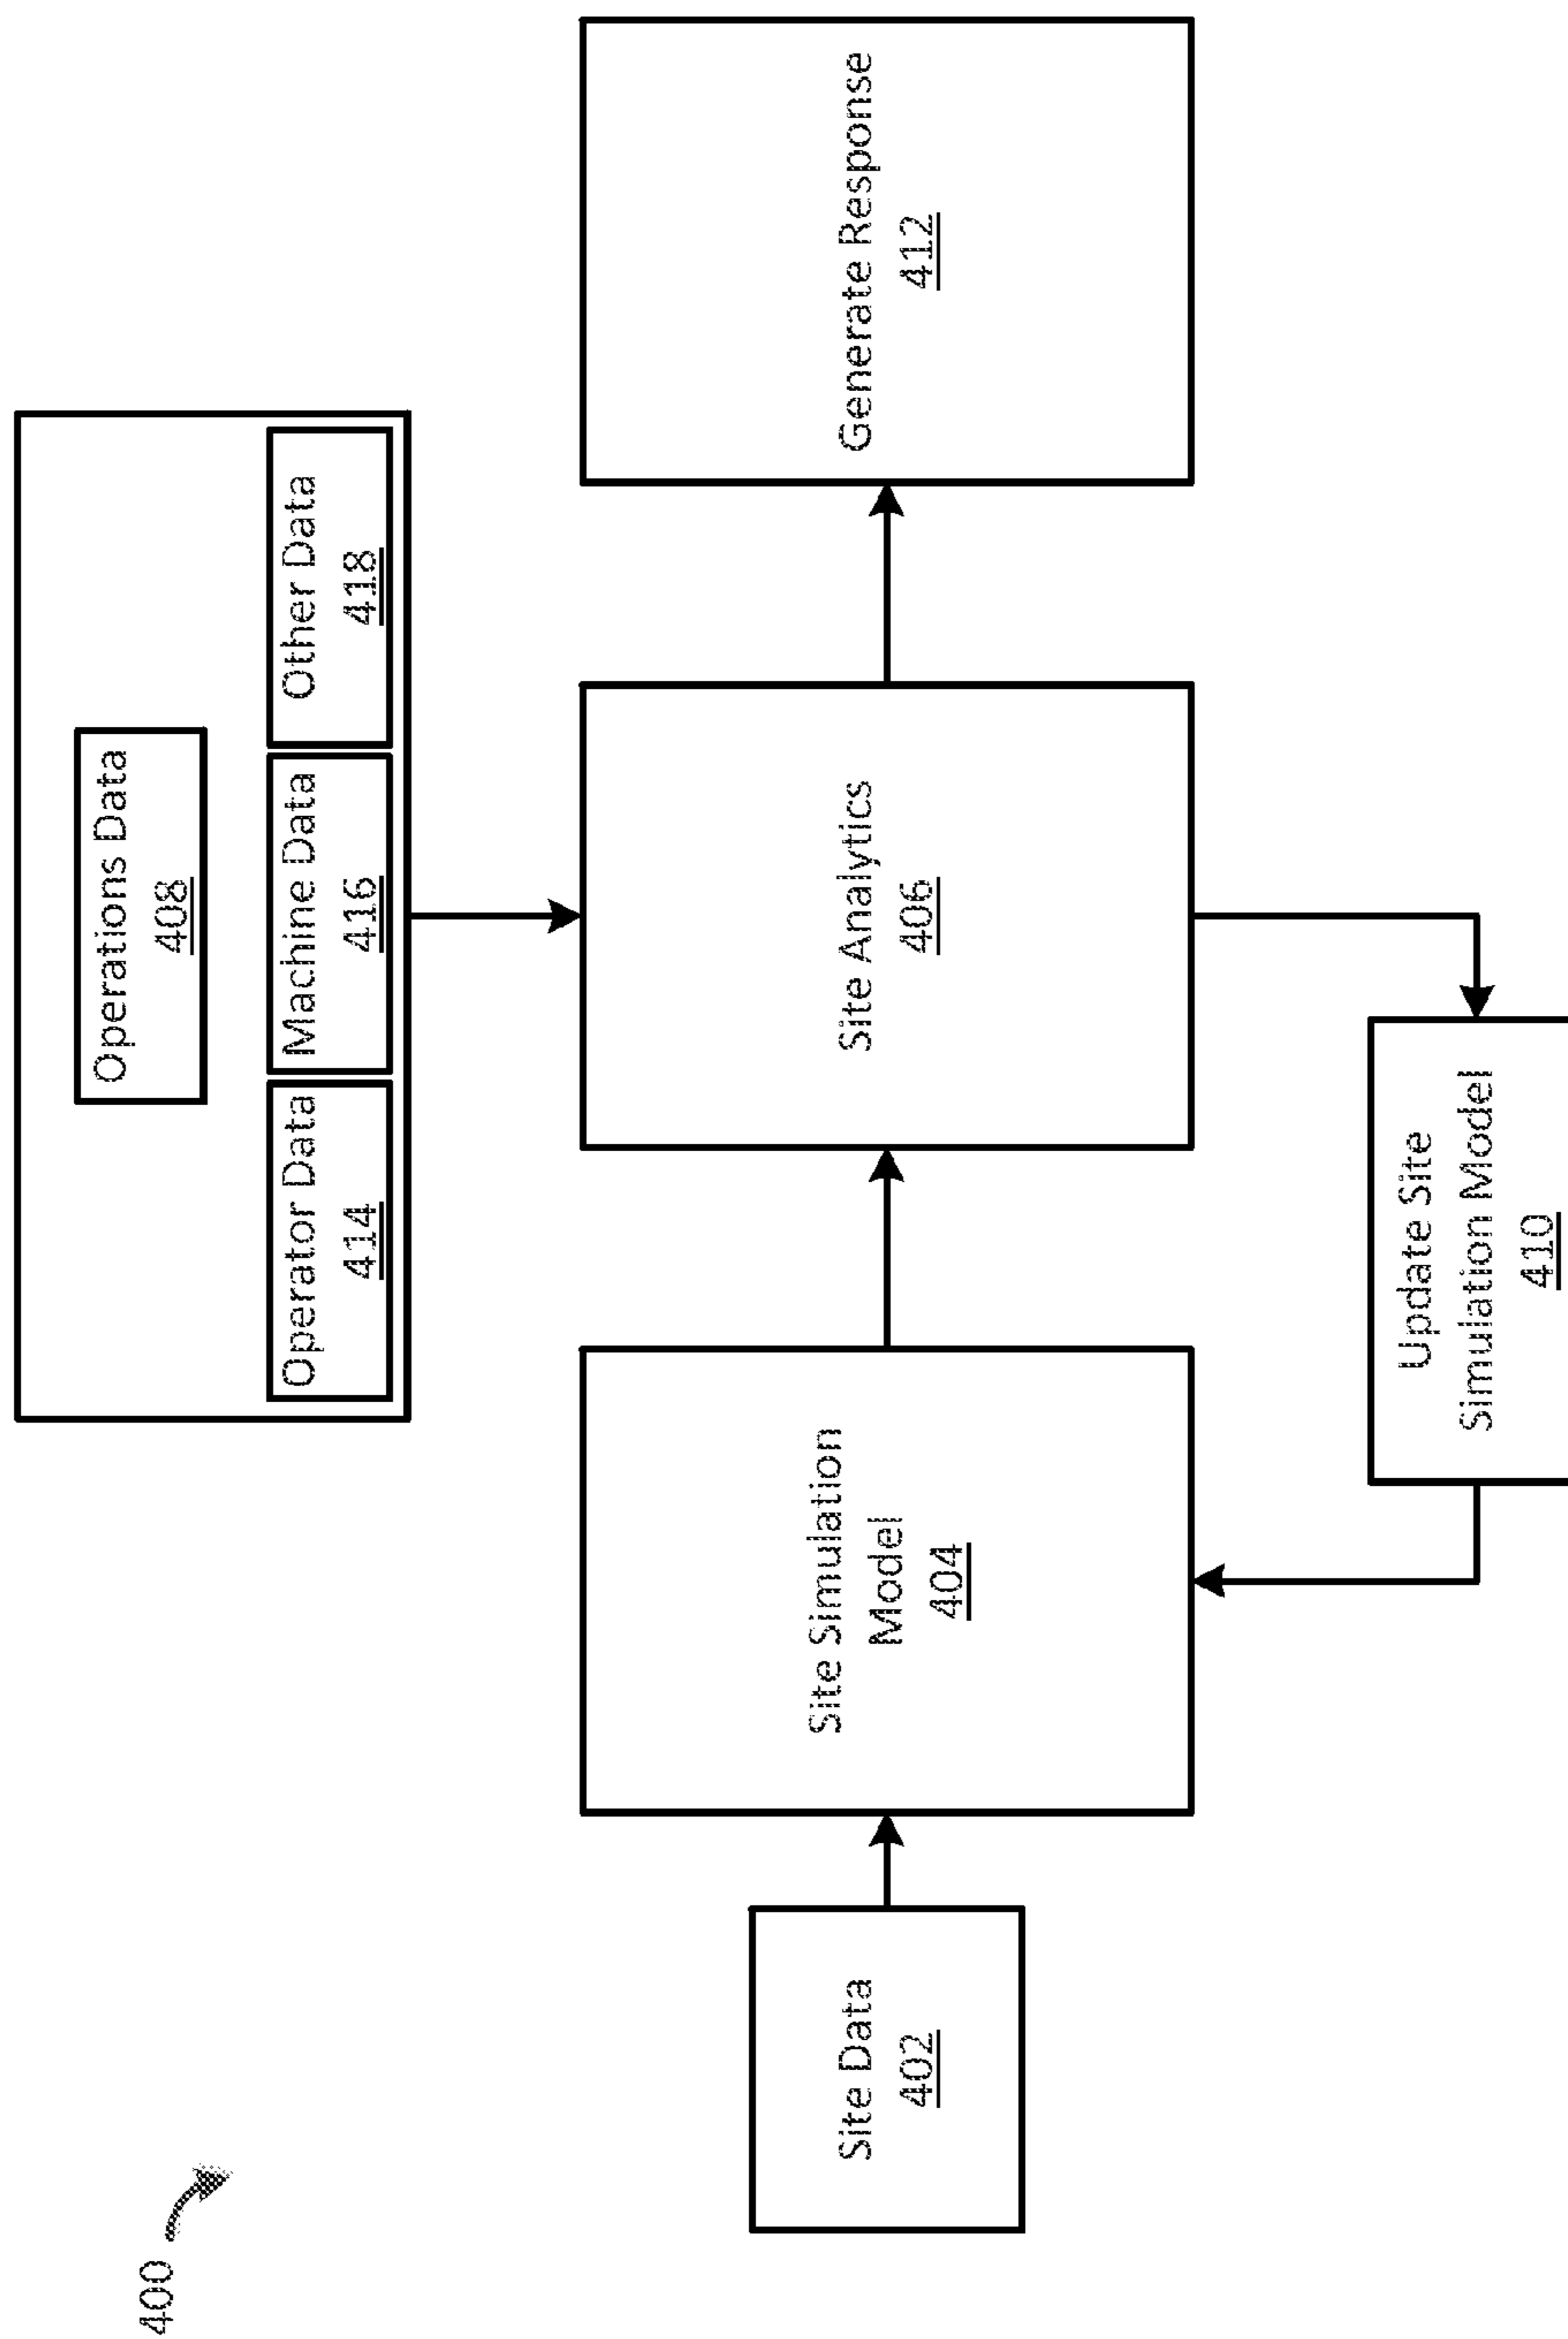 400
Operations Data
408
Operator Data
414
Machine Data
416
Other Data
418
Site Data
402
Site Simulation
Model
404
Site Analytics
406
Generate Response
412
Update Site
Simulation Model
410